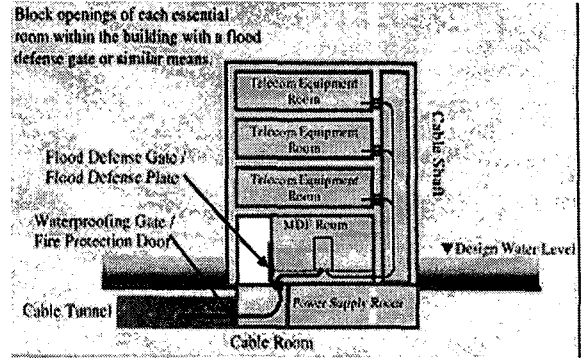 Block openings of each essential
room within the building with a flood
defense gate or similar means.
Telecom Equipment
Room
Telecom Equipment
Room
Telecom Equipment
Room
Cable Shaft
Flood Defense Gate /
Flood Defense Plate
MDF Room
Waterproofing Gate /
Fire Protection Door
▼Design Water Level
Cable Tunnel
Power Supply Room
Cable Room